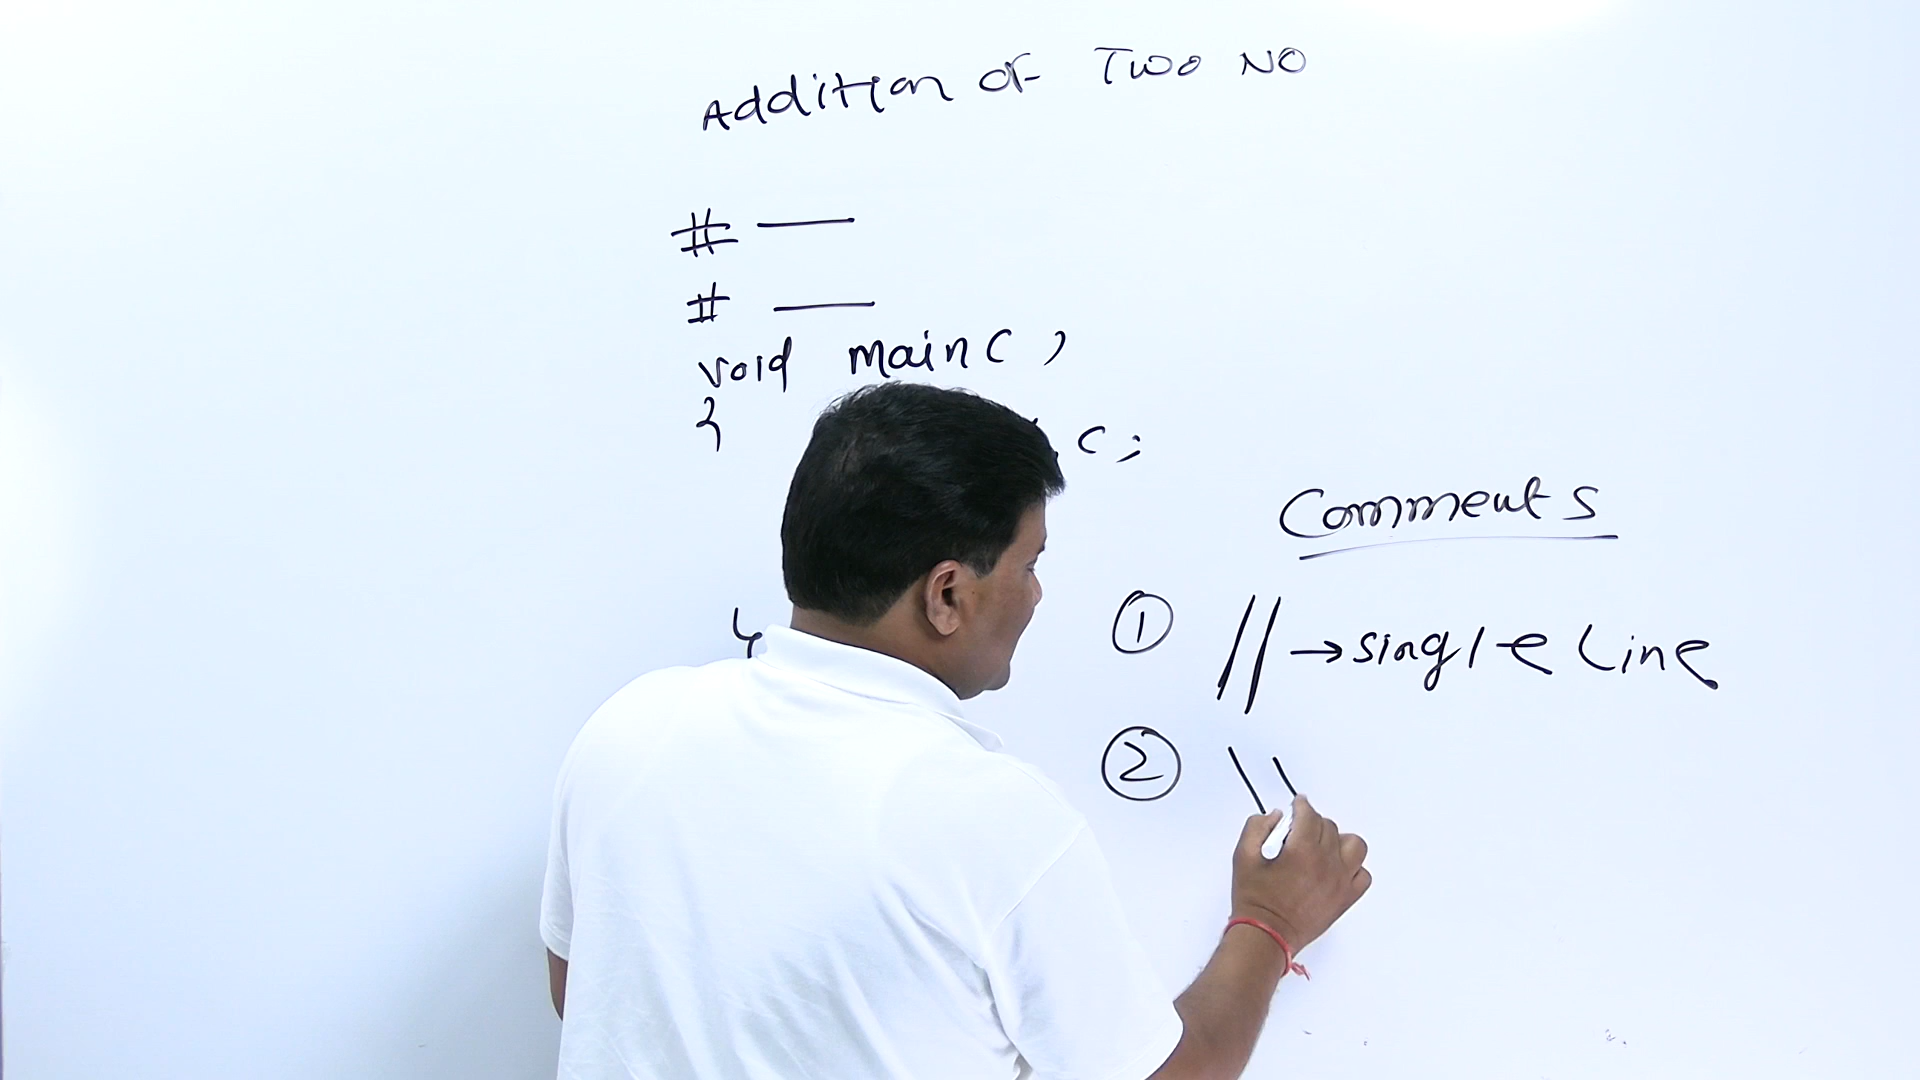 Addition OF Two NO
# —
# —
void main( )
{
c;
}
Comments
① // → single Line
② \\